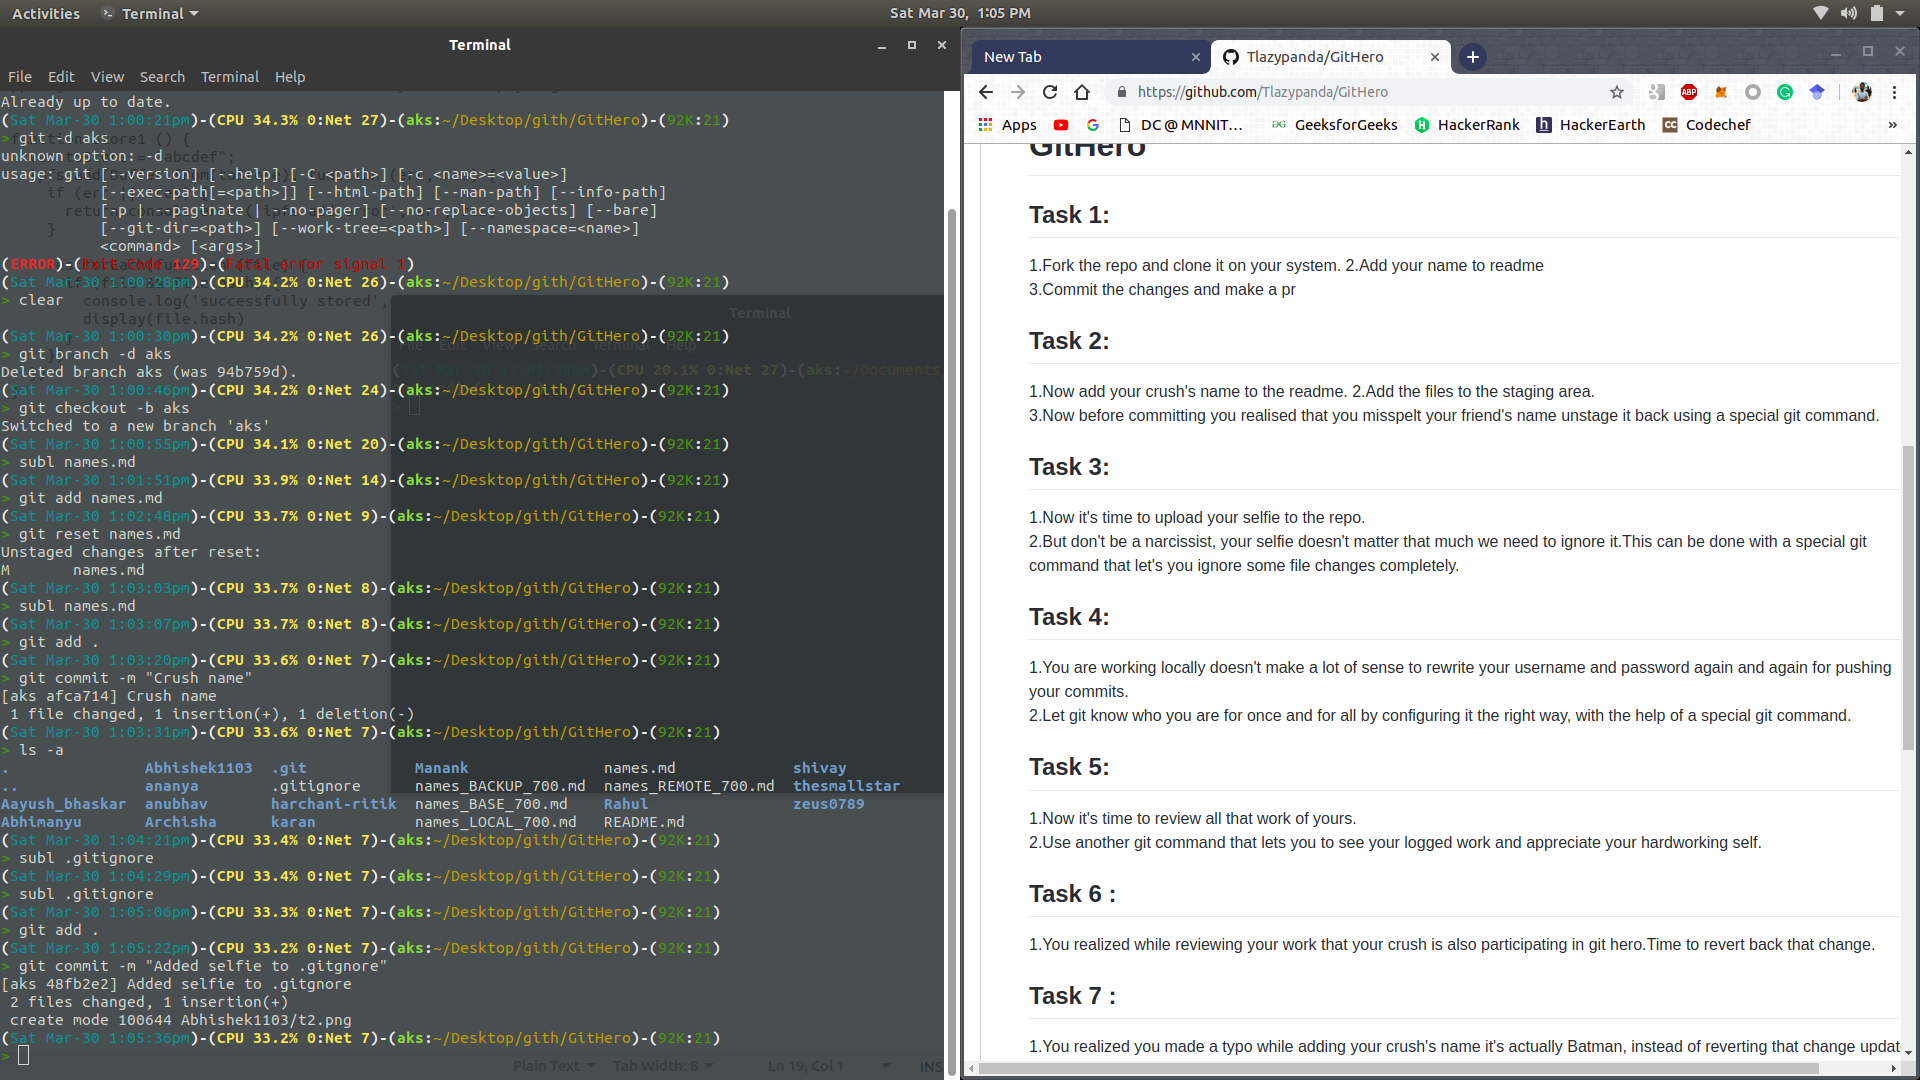 Activities
Terminal
Sat Mar 30, 1:05 PM
Terminal
File Edit View Search Terminal Help
Already up to date.
(Sat Mar-30 1:00:21pm)-(CPU 34.3% 0:Net 27)-(aks:~/Desktop/gith/GitHero)-(92K:21)
> git -d aks
unknown option: -d
usage: git [--version] [--help] [-C <path>] [-c <name>=<value>]
[--exec-path[=<path>]] [--html-path] [--man-path] [--info-path]
[-p | --paginate | --no-pager] [--no-replace-objects] [--bare]
[--git-dir=<path>] [--work-tree=<path>] [--namespace=<name>]
<command> [<args>]
(ERROR)-(Exit Code 129)-(Fatal error signal 1)
(Sat Mar-30 1:00:28pm)-(CPU 34.2% 0:Net 26)-(aks:~/Desktop/gith/GitHero)-(92K:21)
> clear
console.log('successfully stored',
display(file.hash)
Terminal
(Sat Mar-30 1:00:30pm)-(CPU 34.2% 0:Net 26)-(aks:~/Desktop/gith/GitHero)-(92K:21)
> git branch -d aks
Deleted branch aks (was 94b759d).
(Sat Mar-30 1:00:46pm)-(CPU 34.2% 0:Net 24)-(aks:~/Desktop/gith/GitHero)-(92K:21)
> git checkout -b aks
Switched to a new branch 'aks'
(Sat Mar-30 1:00:55pm)-(CPU 34.1% 0:Net 20)-(aks:~/Desktop/gith/GitHero)-(92K:21)
> subl names.md
(Sat Mar-30 1:01:51pm)-(CPU 33.9% 0:Net 14)-(aks:~/Desktop/gith/GitHero)-(92K:21)
> git add names.md
(Sat Mar-30 1:02:48pm)-(CPU 33.7% 0:Net 9)-(aks:~/Desktop/gith/GitHero)-(92K:21)
> git reset names.md
Unstaged changes after reset:
M names.md
(Sat Mar-30 1:03:03pm)-(CPU 33.7% 0:Net 8)-(aks:~/Desktop/gith/GitHero)-(92K:21)
> subl names.md
(Sat Mar-30 1:03:07pm)-(CPU 33.7% 0:Net 8)-(aks:~/Desktop/gith/GitHero)-(92K:21)
> git add .
(Sat Mar-30 1:03:20pm)-(CPU 33.6% 0:Net 7)-(aks:~/Desktop/gith/GitHero)-(92K:21)
> git commit -m "Crush name"
[aks afca714] Crush name
1 file changed, 1 insertion(+), 1 deletion(-)
(Sat Mar-30 1:03:31pm)-(CPU 33.6% 0:Net 7)-(aks:~/Desktop/gith/GitHero)-(92K:21)
> ls -a
. Abhishek1103 .git Manank names.md shivay
.. ananya .gitignore names_BACKUP_700.md names_REMOTE_700.md thesmallstar
Aayush_bhaskar anubhav harchani-ritik names_BASE_700.md Rahul zeus0789
Abhimanyu Archisha karan names_LOCAL_700.md README.md
(Sat Mar-30 1:04:21pm)-(CPU 33.4% 0:Net 7)-(aks:~/Desktop/gith/GitHero)-(92K:21)
> subl .gitignore
(Sat Mar-30 1:04:29pm)-(CPU 33.4% 0:Net 7)-(aks:~/Desktop/gith/GitHero)-(92K:21)
> subl .gitignore
(Sat Mar-30 1:05:06pm)-(CPU 33.3% 0:Net 7)-(aks:~/Desktop/gith/GitHero)-(92K:21)
> git add .
(Sat Mar-30 1:05:22pm)-(CPU 33.2% 0:Net 7)-(aks:~/Desktop/gith/GitHero)-(92K:21)
> git commit -m "Added selfie to .gitgnore"
[aks 48fb2e2] Added selfie to .gitgnore
2 files changed, 1 insertion(+)
create mode 100644 Abhishek1103/t2.png
(Sat Mar-30 1:05:36pm)-(CPU 33.2% 0:Net 7)-(aks:~/Desktop/gith/GitHero)-(92K:21)
>
Plain Text Tab Width: 8 Ln 19, Col 1 INS
New Tab
Tlazypanda/GitHero
https://github.com/Tlazypanda/GitHero
ABP
Apps DC @ MNNIT... GeeksforGeeks HackerRank HackerEarth Codechef »
GitHero
Task 1:
1.Fork the repo and clone it on your system. 2.Add your name to readme
3.Commit the changes and make a pr
Task 2:
1.Now add your crush's name to the readme. 2.Add the files to the staging area.
3.Now before committing you realised that you misspelt your friend's name unstage it back using a special git command.
Task 3:
1.Now it's time to upload your selfie to the repo.
2.But don't be a narcissist, your selfie doesn't matter that much we need to ignore it.This can be done with a special git
command that let's you ignore some file changes completely.
Task 4:
1.You are working locally doesn't make a lot of sense to rewrite your username and password again and again for pushing
your commits.
2.Let git know who you are for once and for all by configuring it the right way, with the help of a special git command.
Task 5:
1.Now it's time to review all that work of yours.
2.Use another git command that lets you to see your logged work and appreciate your hardworking self.
Task 6 :
1.You realized while reviewing your work that your crush is also participating in git hero.Time to revert back that change.
Task 7 :
1.You realized you made a typo while adding your crush's name it's actually Batman, instead of reverting that change updat